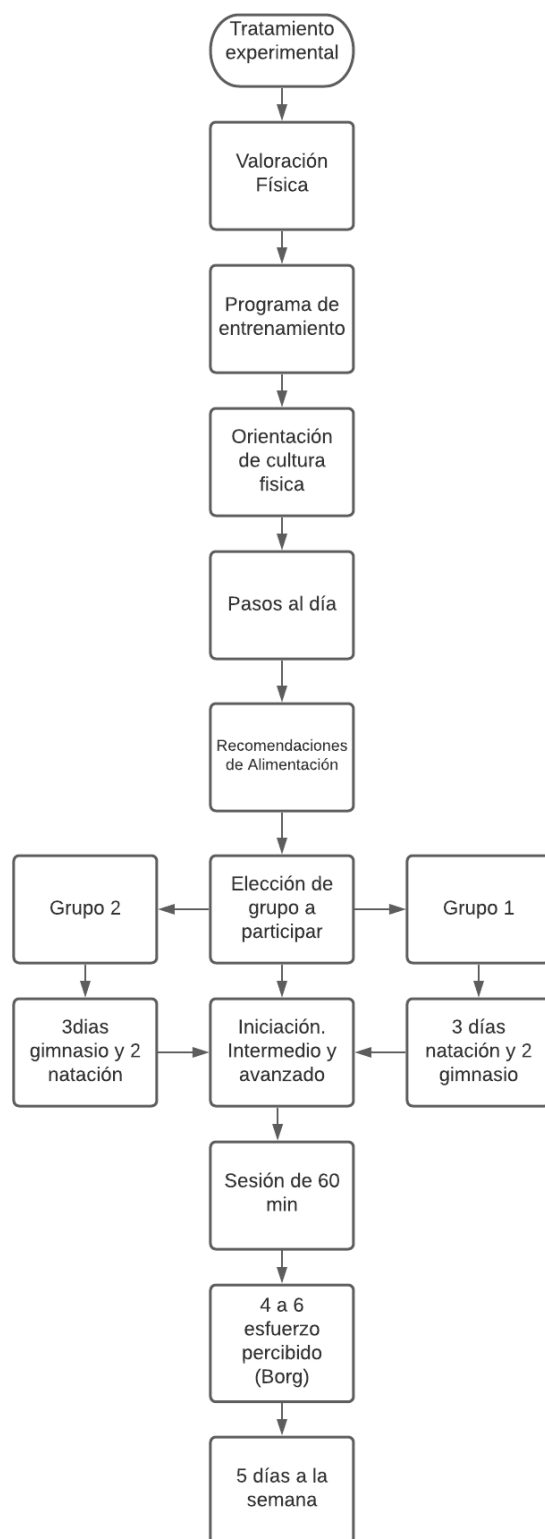 Tratamiento
experimental
Valoración
Física
Programa de
entrenamiento
Orientación
de cultura
fisica
Pasos al día
Recomendaciones
de Alimentación
Grupo 2
Elección de
grupo a
participar
Grupo 1
3dias
gimnasio y 2
natación
Iniciación.
Intermedio y
avanzado
3 días
natación y 2
gimnasio
Sesión de 60
min
4 a 6
esfuerzo
percibido
(Borg)
5 días a la
semana